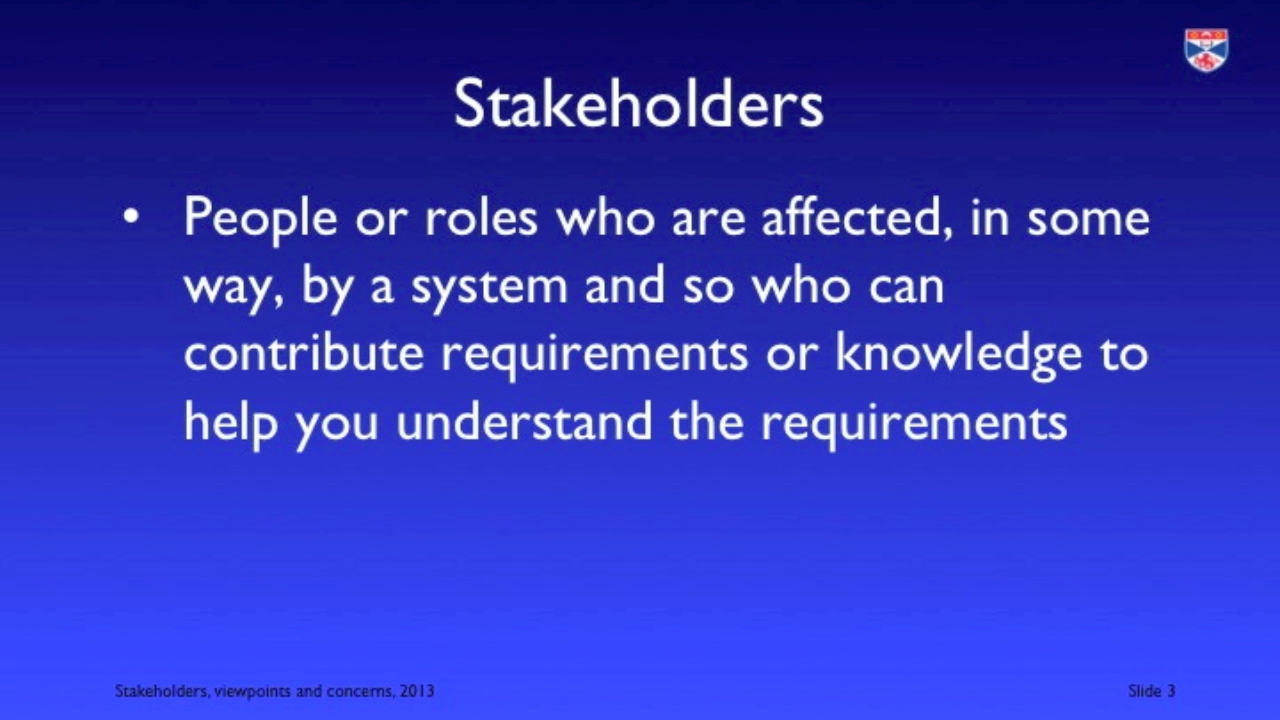 Stakeholders
• People or roles who are affected, in some
way, by a system and so who can
contribute requirements or knowledge to
help you understand the requirements
Stakeholders, viewpoints and concerns, 2013
Slide 3